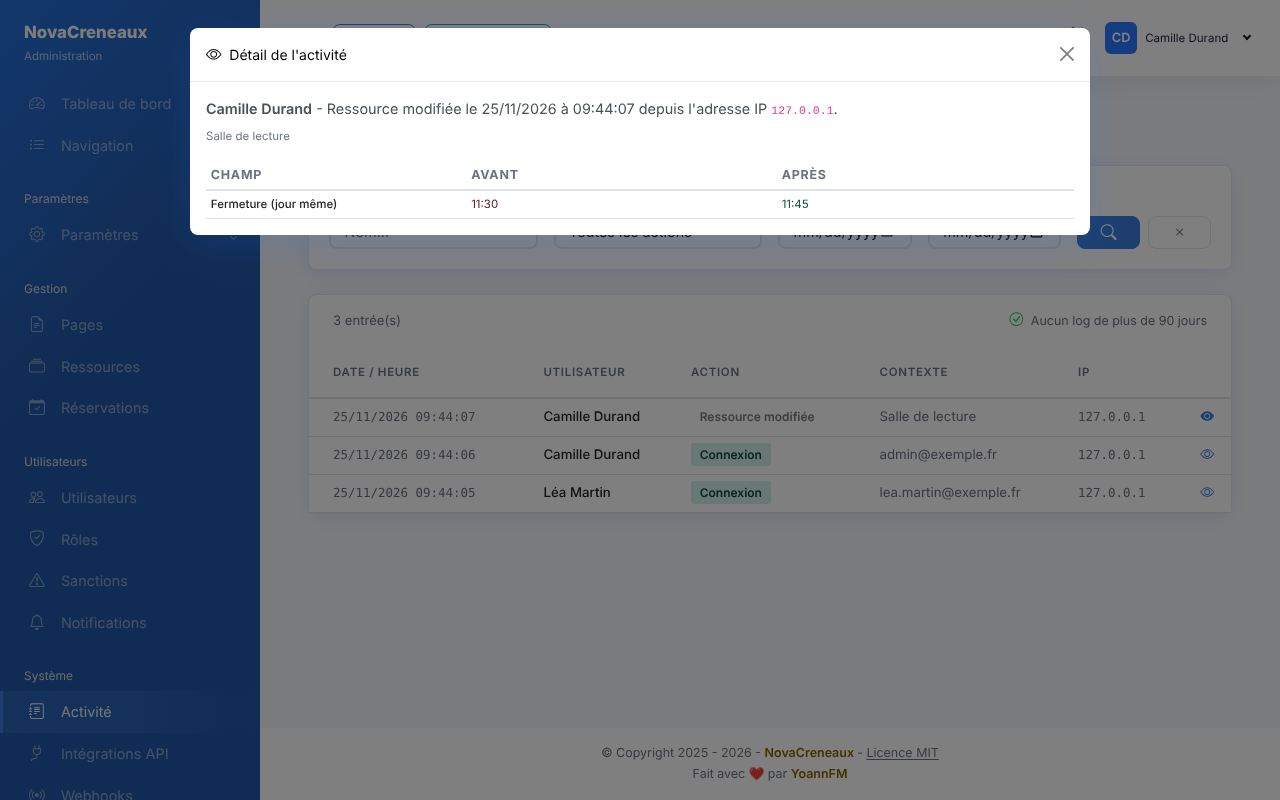 NovaCreneaux
Administration
Tableau de bord
Navigation
Paramètres
Paramètres
Gestion
Pages
Ressources
Réservations
Utilisateurs
Utilisateurs
Rôles
Sanctions
Notifications
Système
Activité
Intégrations API
Webhooks
CD
Camille Durand
Détail de l'activité
Camille Durand - Ressource modifiée le 25/11/2026 à 09:44:07 depuis l'adresse IP 127.0.0.1.
Salle de lecture
CHAMP AVANT APRÈS
Fermeture (jour même) 11:30 11:45
3 entrée(s)
Aucun log de plus de 90 jours
DATE / HEURE UTILISATEUR ACTION CONTEXTE IP
25/11/2026 09:44:07 Camille Durand Ressource modifiée Salle de lecture 127.0.0.1
25/11/2026 09:44:06 Camille Durand Connexion admin@exemple.fr 127.0.0.1
25/11/2026 09:44:05 Léa Martin Connexion lea.martin@exemple.fr 127.0.0.1
© Copyright 2025 - 2026 - NovaCreneaux - Licence MIT
Fait avec ❤️ par YoannFM